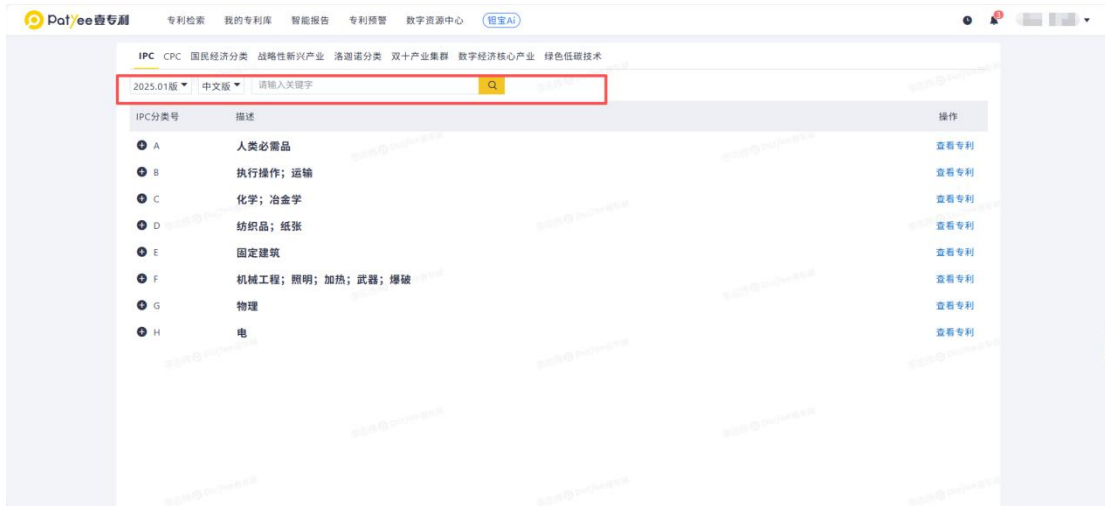 PatYee壹专利 专利检索 我的专利库 智能报告 专利预警 数字资源中心 钽宝Ai 3
IPC CPC 国民经济分类 战略性新兴产业 洛迦诺分类 双十产业集群 数字经济核心产业 绿色低碳技术
2025.01版 中文版 请输入关键字
IPC分类号 描述 操作
A 人类必需品 查看专利
B 执行操作；运输 查看专利
C 化学；冶金学 查看专利
D 纺织品；纸张 查看专利
E 固定建筑 查看专利
F 机械工程；照明；加热；武器；爆破 查看专利
G 物理 查看专利
H 电 查看专利